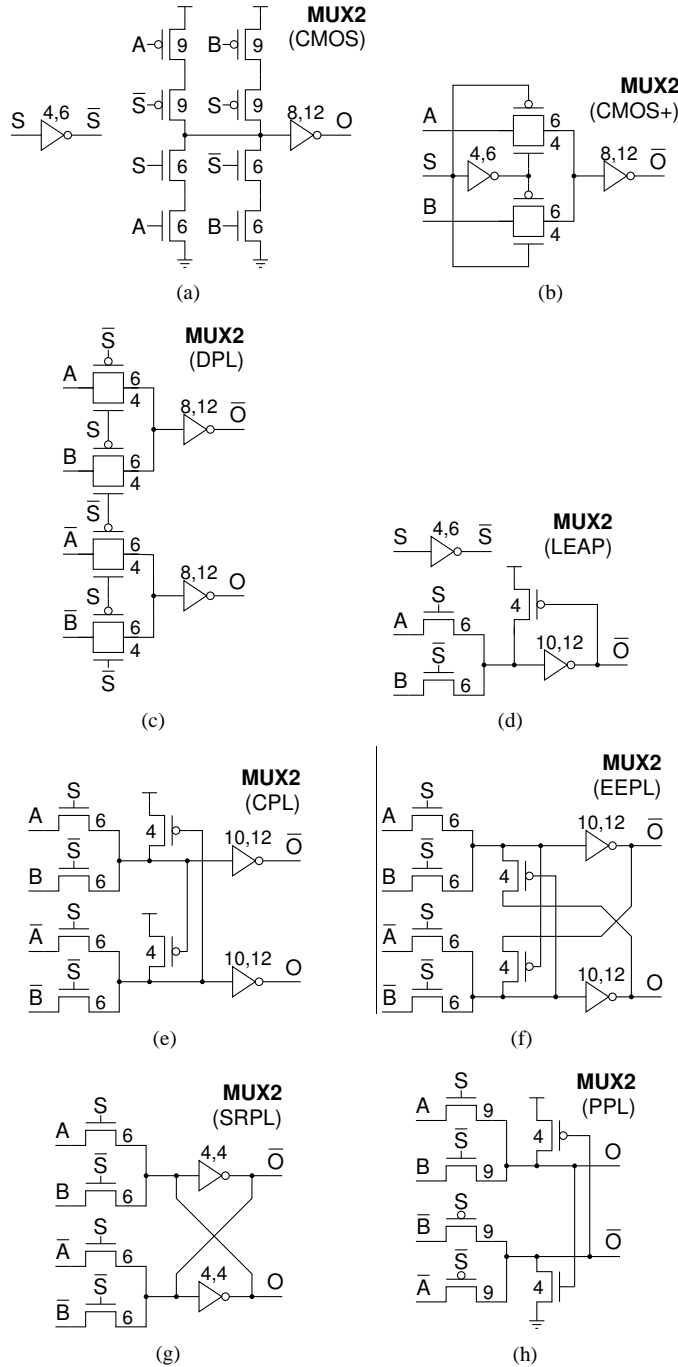 MUX2
(CMOS)
A 9 B 9
S̅ 9 S 9
S 4,6 S̅ 8,12 O
S 6 S̅ 6
A 6 B 6
(a)
MUX2
(CMOS+)
A 6
4
S 4,6 8,12 O̅
B 6
4
(b)
MUX2
(DPL)
S̅
A 6
4
S 8,12 O̅
B 6
4
S̅
A̅ 6
4
S 8,12 O
B̅ 6
4
S̅
(c)
MUX2
(LEAP)
S 4,6 S̅
S
A 6 4
S̅ 10,12 O̅
B 6
(d)
MUX2
(CPL)
S
A 6 4
S̅ 10,12 O̅
B 6
S
A̅ 6 4
S̅ 10,12 O
B̅ 6
(e)
MUX2
(EEPL)
S
A 6 10,12 O̅
S̅
B 6 4
S
A̅ 6 4
S̅ 10,12 O
B̅ 6
(f)
MUX2
(SRPL)
S
A 6
S̅ 4,4 O̅
B 6
S
A̅ 6
S̅ 4,4 O
B̅ 6
(g)
MUX2
(PPL)
S
A 9 4
S̅ O
B 9
S
B̅ 9 O̅
S̅
A̅ 9 4
(h)